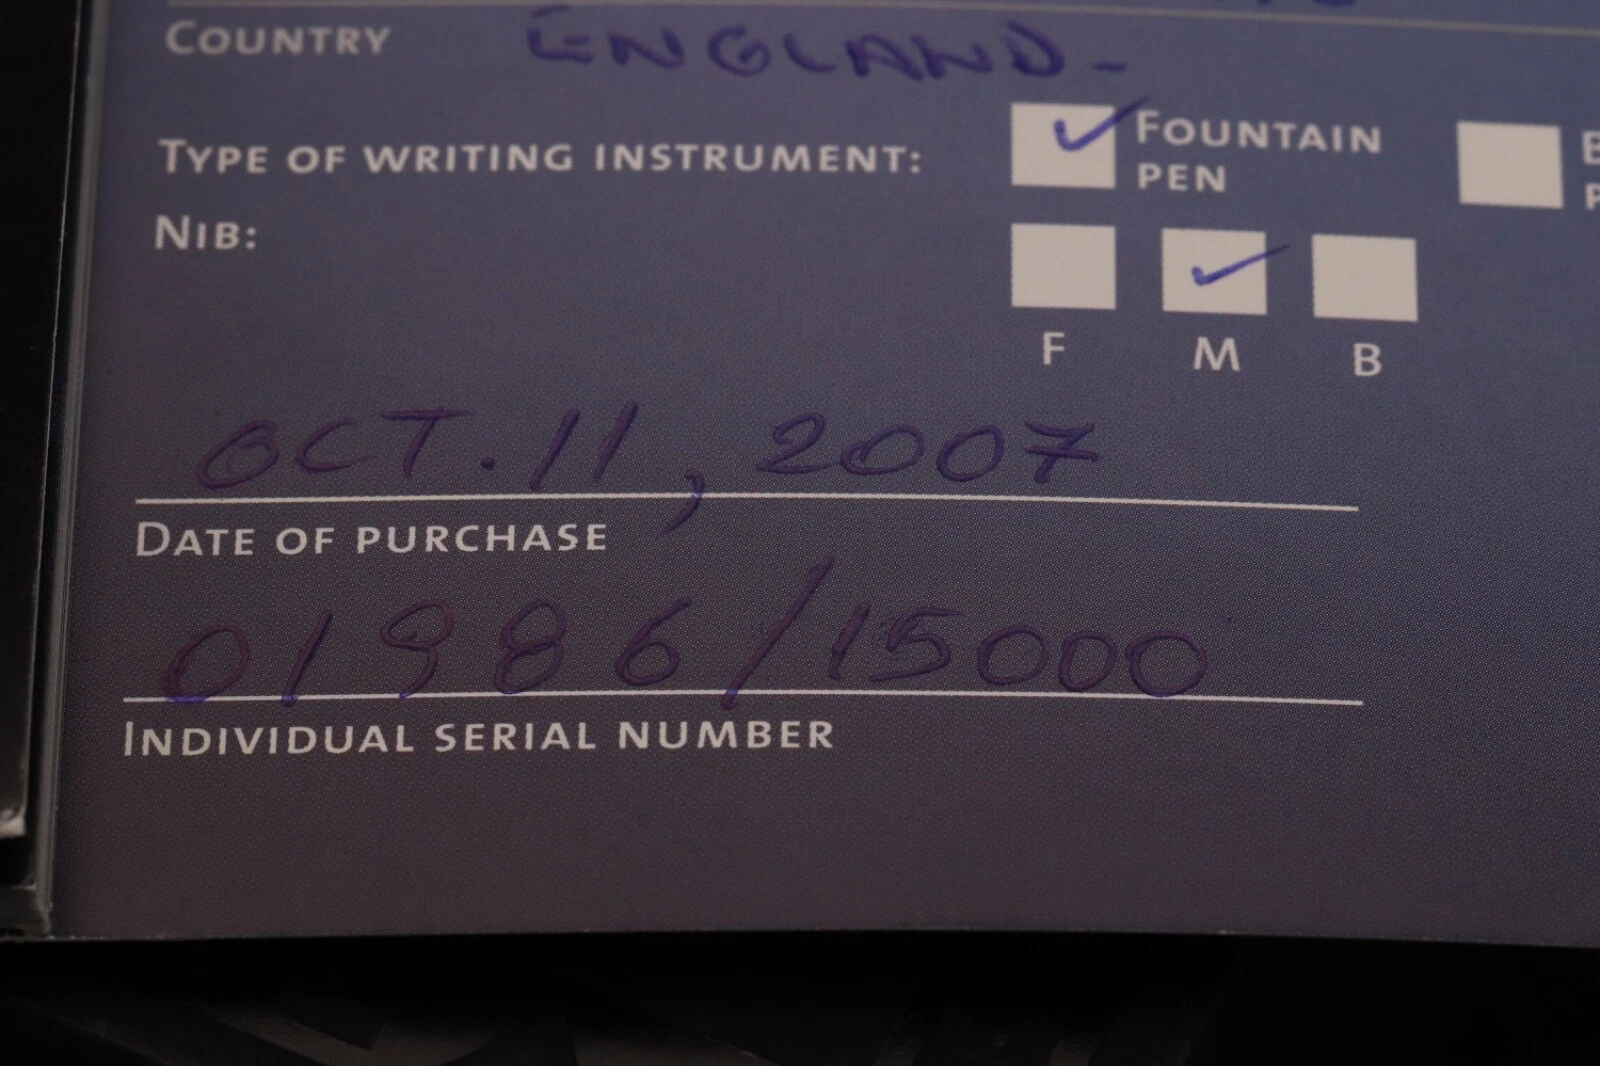 COUNTRY ENGLAND-
TYPE OF WRITING INSTRUMENT: FOUNTAIN PEN
NIB:
F M B
OCT. 11, 2007
DATE OF PURCHASE
01986/15000
INDIVIDUAL SERIAL NUMBER